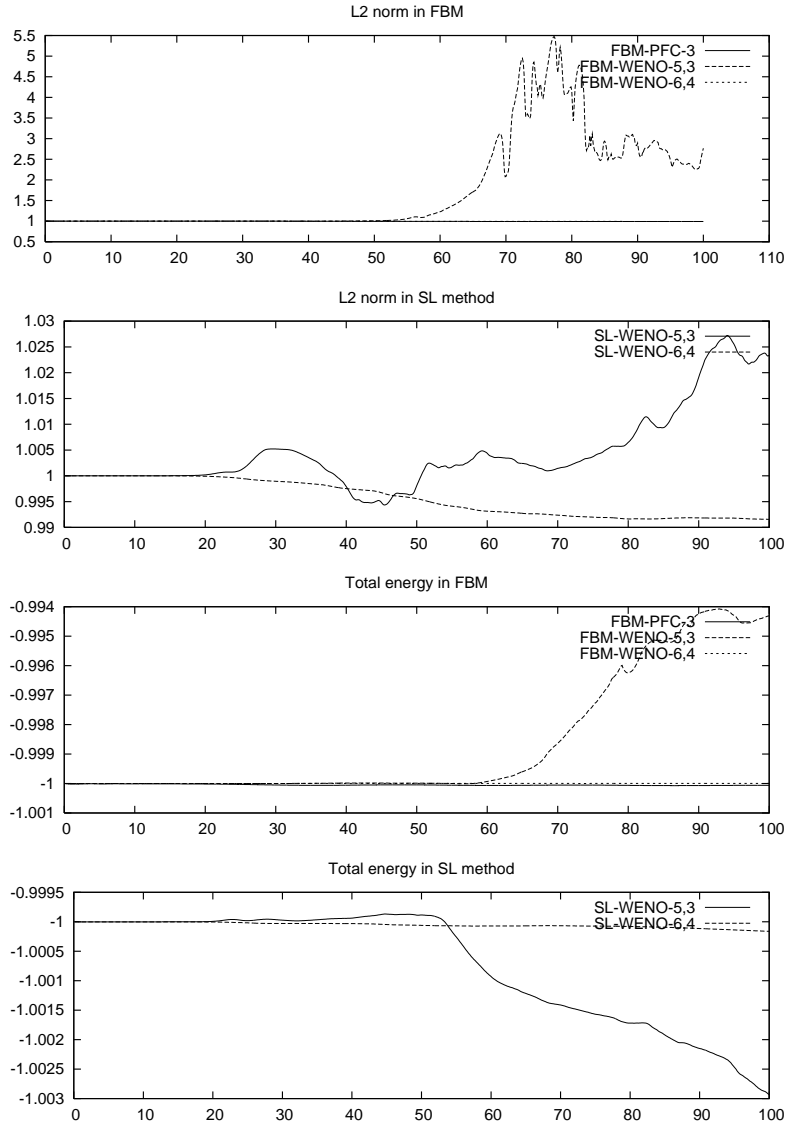 L2 norm in FBM
5.5
5
4.5
4
3.5
3
2.5
2
1.5
1
0.5
FBM-PFC-3
FBM-WENO-5,3
FBM-WENO-6,4
0 10 20 30 40 50 60 70 80 90 100 110
L2 norm in SL method
1.03
1.025
1.02
1.015
1.01
1.005
1
0.995
0.99
SL-WENO-5,3
SL-WENO-6,4
0 10 20 30 40 50 60 70 80 90 100
Total energy in FBM
-0.994
-0.995
-0.996
-0.997
-0.998
-0.999
-1
-1.001
FBM-PFC-3
FBM-WENO-5,3
FBM-WENO-6,4
0 10 20 30 40 50 60 70 80 90 100
Total energy in SL method
-0.9995
-1
-1.0005
-1.001
-1.0015
-1.002
-1.0025
-1.003
SL-WENO-5,3
SL-WENO-6,4
0 10 20 30 40 50 60 70 80 90 100